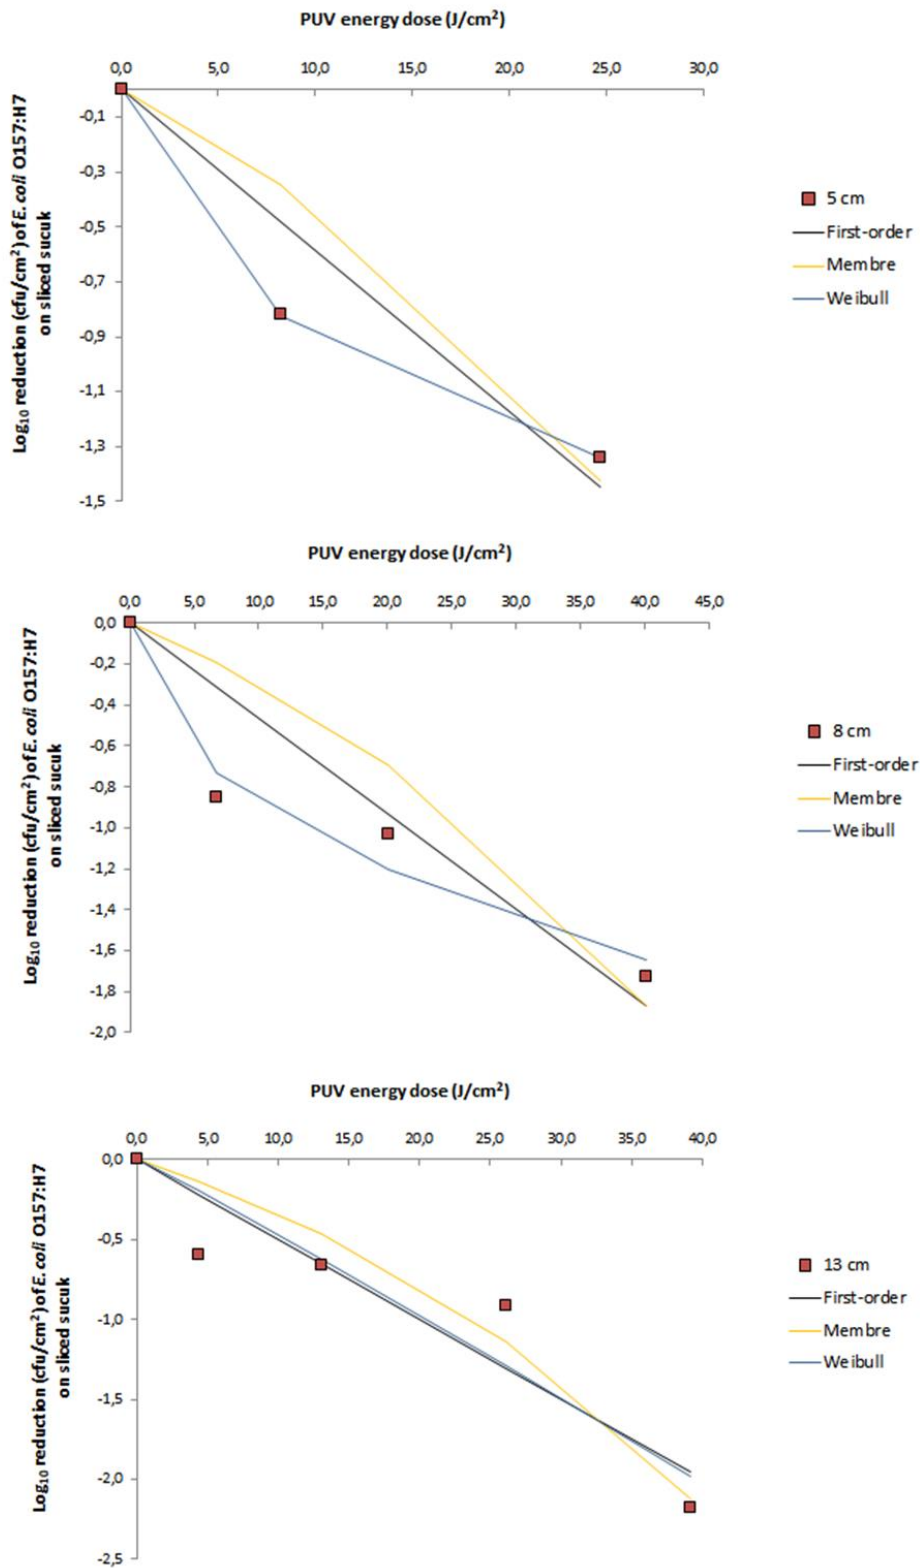 PUV energy dose (J/cm²)
0,0 5,0 10,0 15,0 20,0 25,0 30,0
-0,1
-0,3
-0,5
-0,7
-0,9
-1,1
-1,3
-1,5
Log₁₀ reduction (cfu/cm²) of E. coli O157:H7
on sliced sucuk
5 cm
First-order
Membre
Weibull
PUV energy dose (J/cm²)
0,0 5,0 10,0 15,0 20,0 25,0 30,0 35,0 40,0 45,0
0,0
-0,2
-0,4
-0,6
-0,8
-1,0
-1,2
-1,4
-1,6
-1,8
-2,0
Log₁₀ reduction (cfu/cm²) of E. coli O157:H7
on sliced sucuk
8 cm
First-order
Membre
Weibull
PUV energy dose (J/cm²)
0,0 5,0 10,0 15,0 20,0 25,0 30,0 35,0 40,0
0,0
-0,5
-1,0
-1,5
-2,0
-2,5
Log₁₀ reduction (cfu/cm²) of E. coli O157:H7
on sliced sucuk
13 cm
First-order
Membre
Weibull